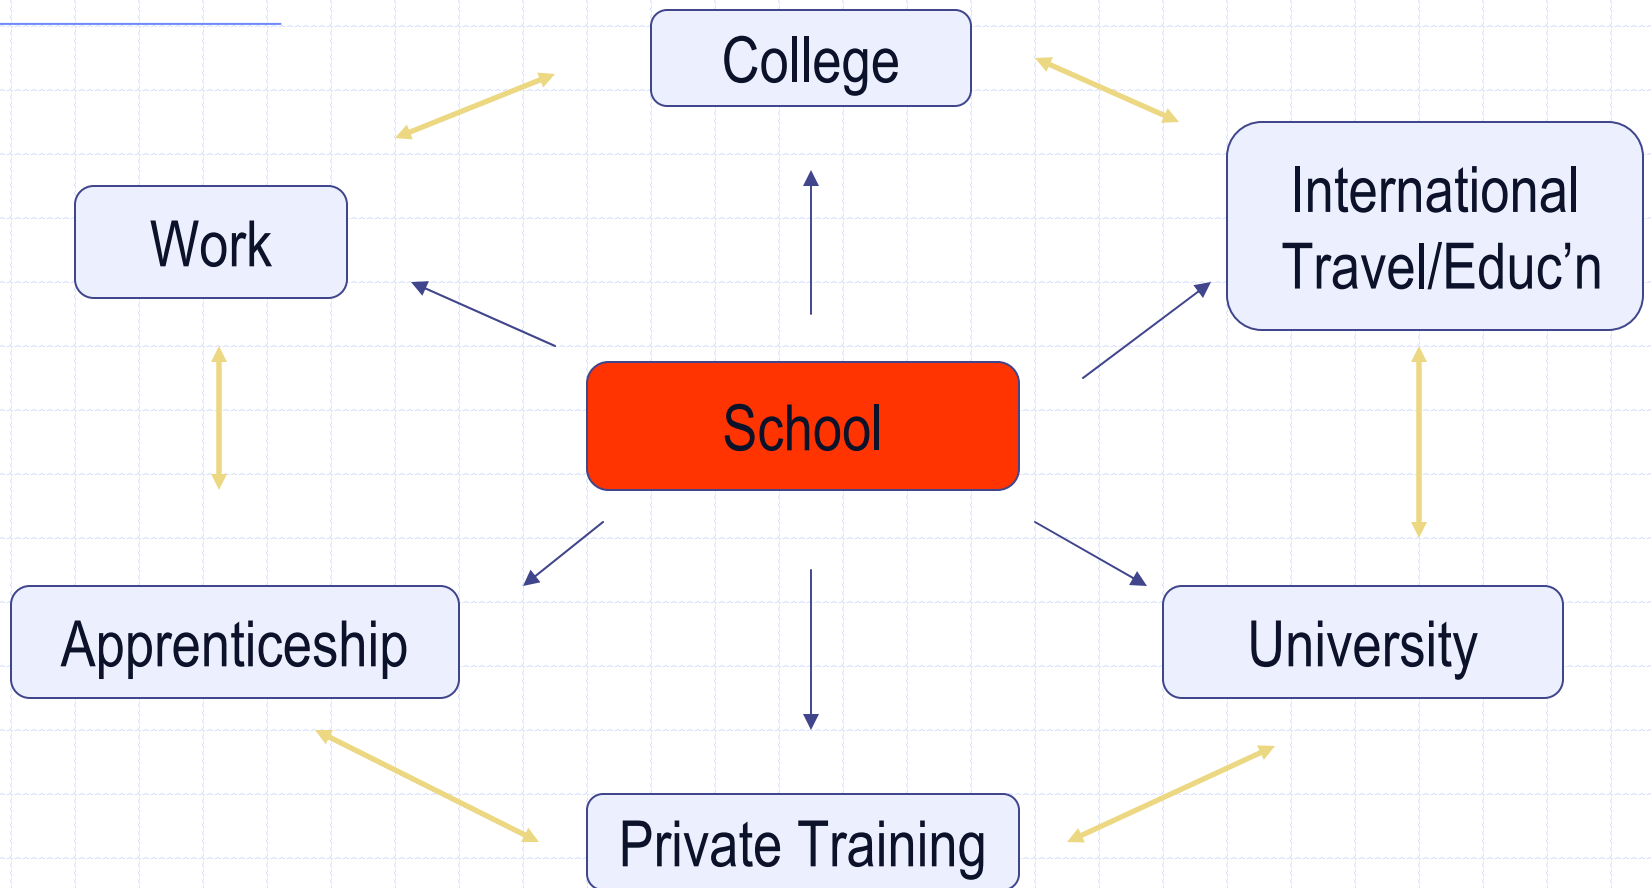 College
International
Travel/Educ’n
Work
School
Apprenticeship
University
Private Training